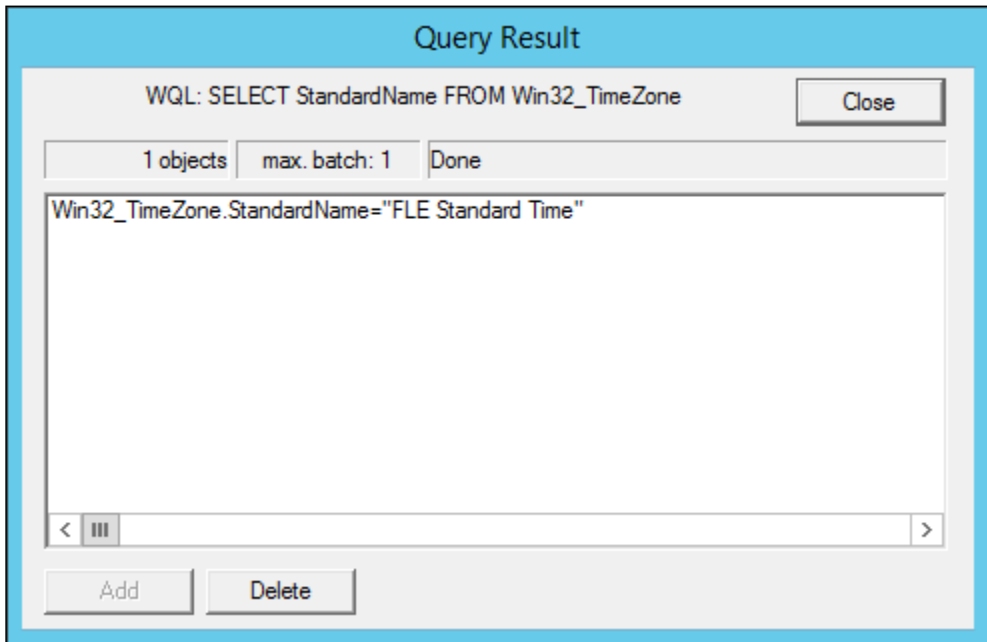 Query Result
WQL: SELECT StandardName FROM Win32_TimeZone
Close
1 objects
max. batch: 1
Done
Win32_TimeZone.StandardName="FLE Standard Time"
Add
Delete